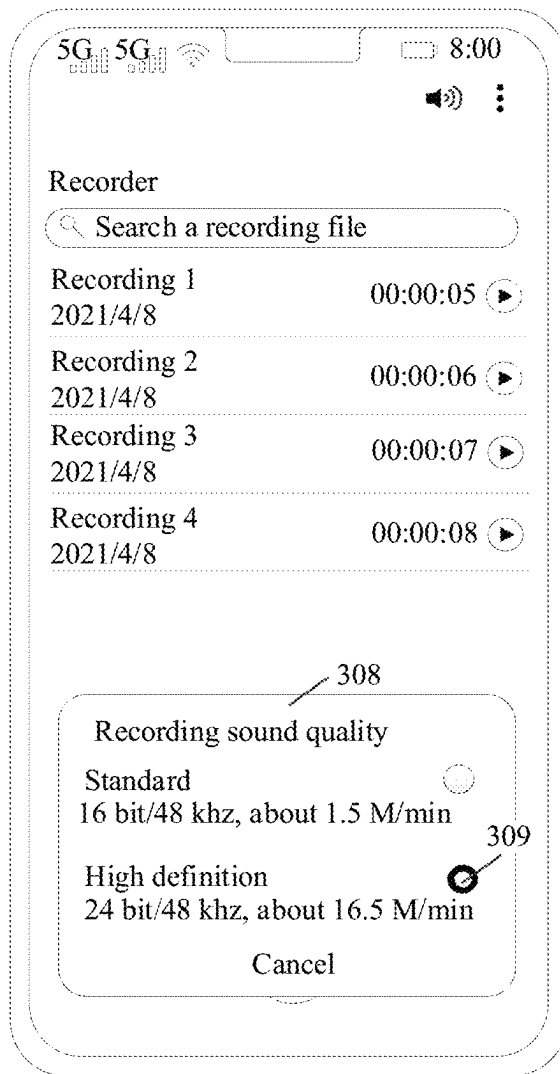 5G 5G 8:00
Recorder
Search a recording file
Recording 1
2021/4/8
00:00:05
Recording 2
2021/4/8
00:00:06
Recording 3
2021/4/8
00:00:07
Recording 4
2021/4/8
00:00:08
308
Recording sound quality
Standard
16 bit/48 khz, about 1.5 M/min
309
High definition
24 bit/48 khz, about 16.5 M/min
Cancel